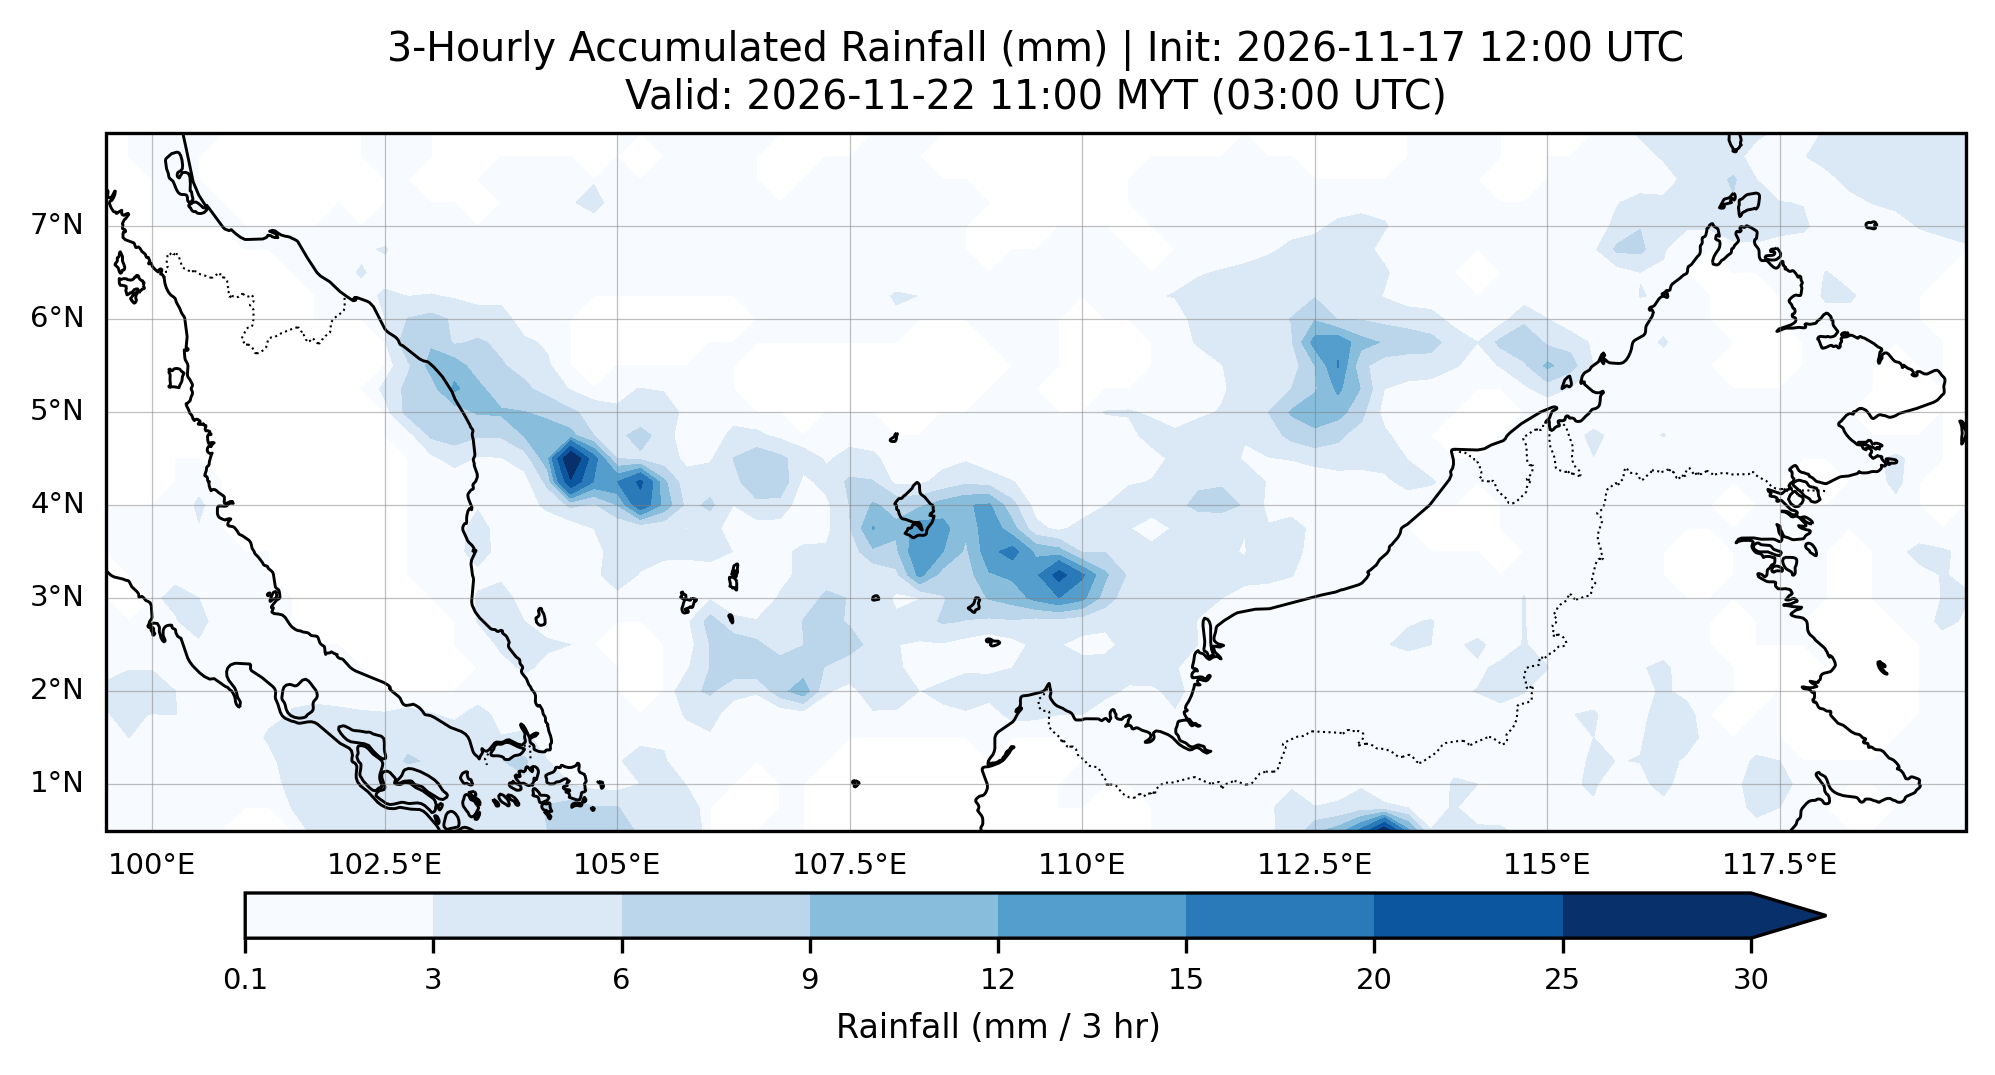 3-Hourly Accumulated Rainfall (mm) | Init: 2026-11-17 12:00 UTC
Valid: 2026-11-22 11:00 MYT (03:00 UTC)
7°N
6°N
5°N
4°N
3°N
2°N
1°N
100°E 102.5°E 105°E 107.5°E 110°E 112.5°E 115°E 117.5°E
0.1 3 6 9 12 15 20 25 30
Rainfall (mm / 3 hr)